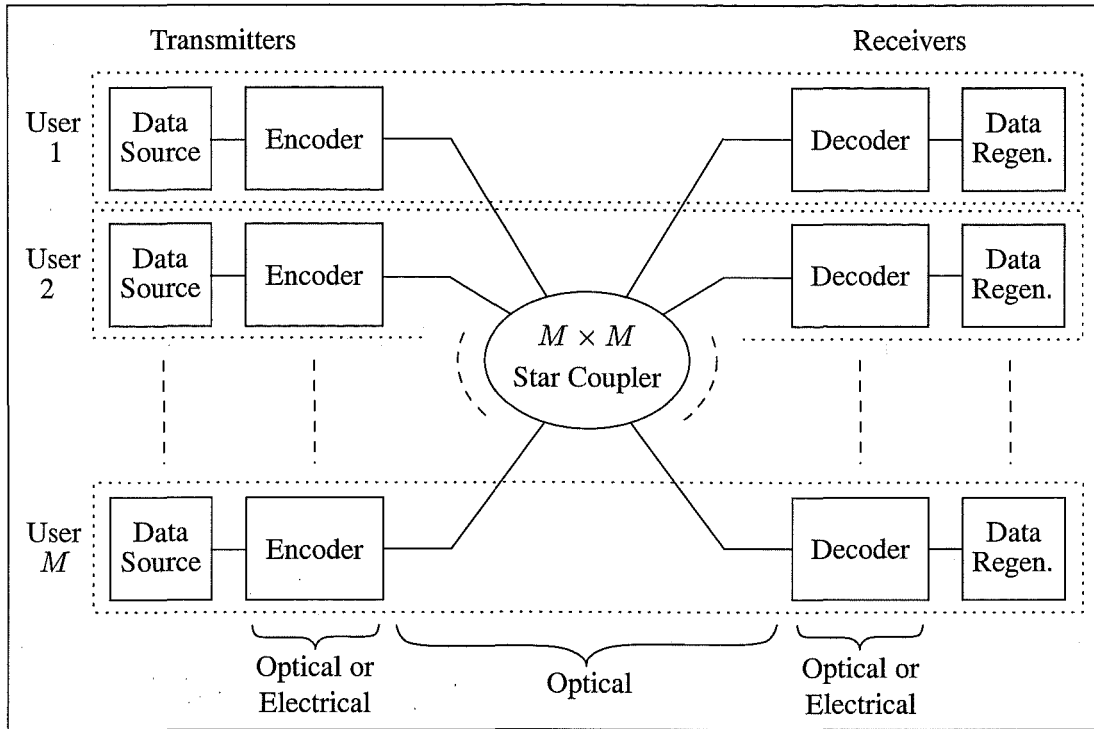 Transmitters
Receivers
User
1
Data
Source
Encoder
Decoder
Data
Regen.
User
2
Data
Source
Encoder
Decoder
Data
Regen.
M × M
Star Coupler
User
M
Data
Source
Encoder
Decoder
Data
Regen.
Optical or
Electrical
Optical
Optical or
Electrical